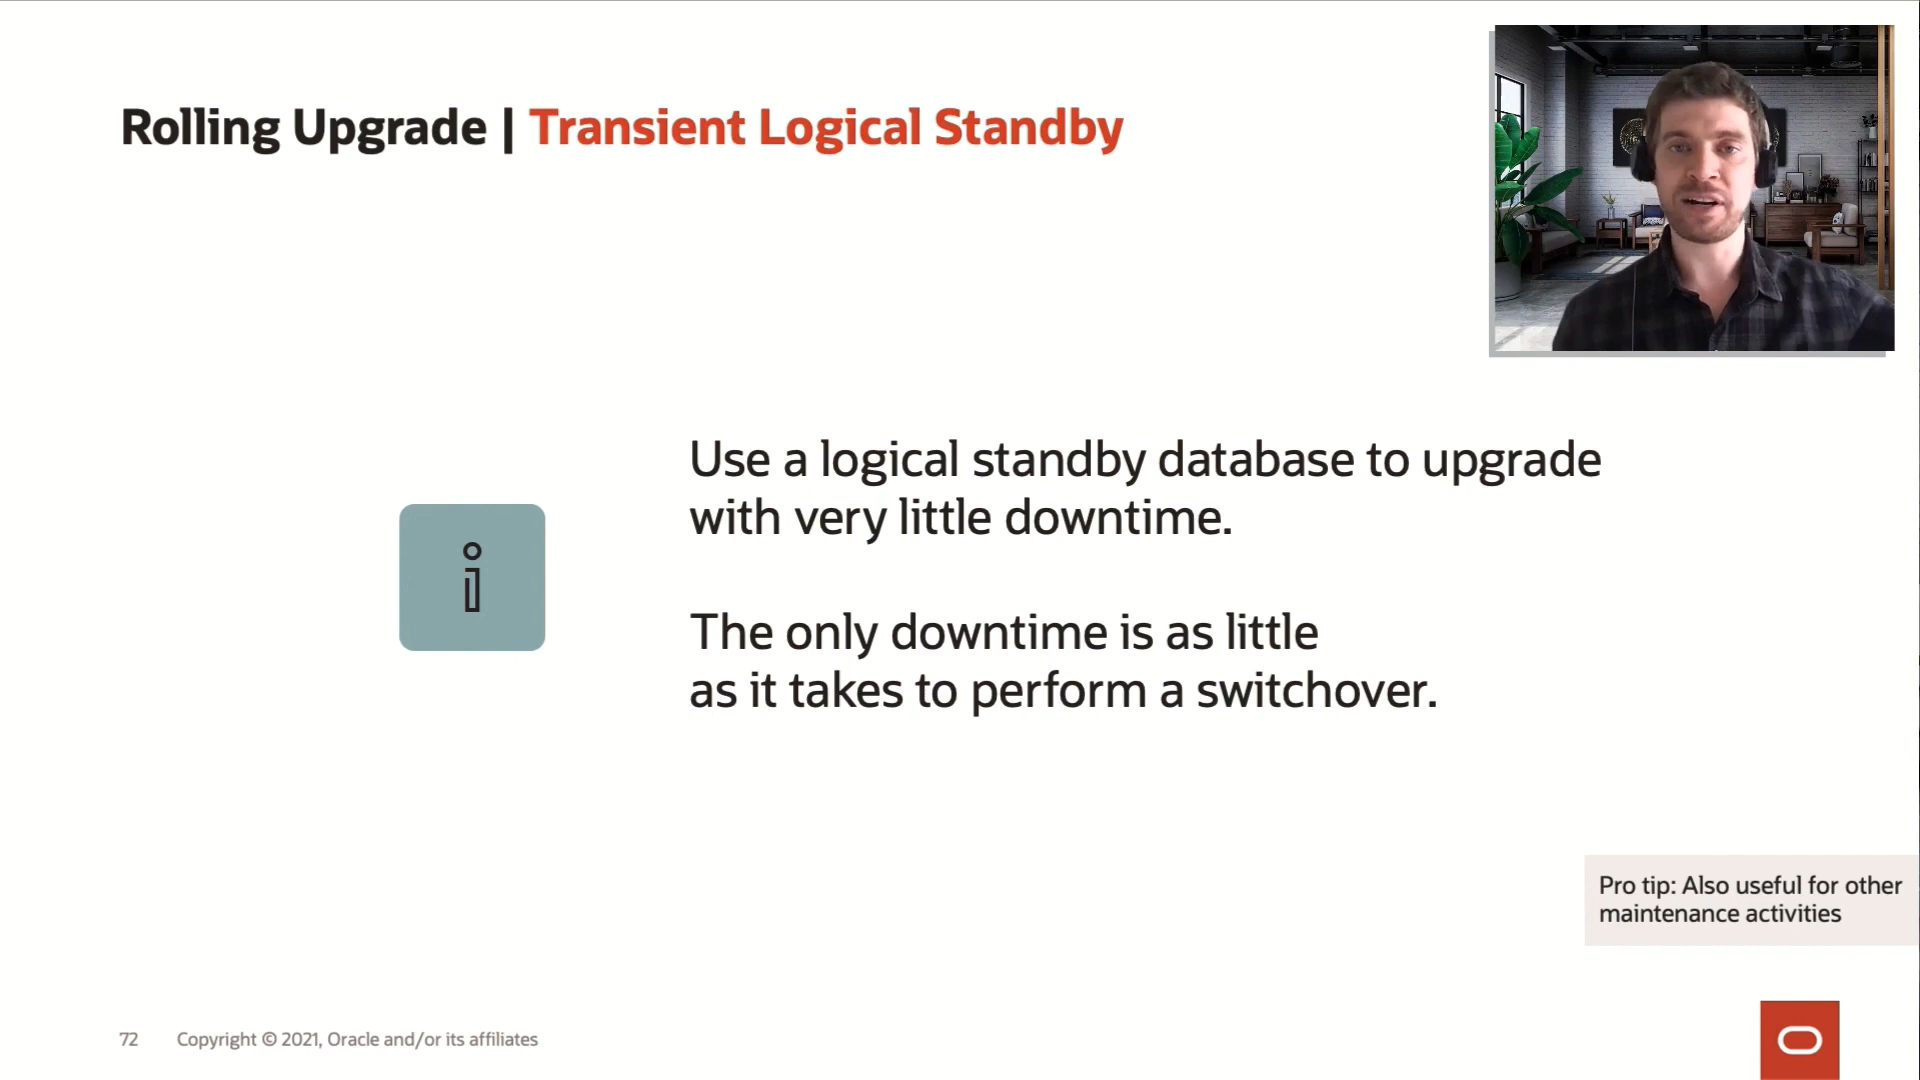 Rolling Upgrade | Transient Logical Standby
Use a logical standby database to upgrade
with very little downtime.
The only downtime is as little
as it takes to perform a switchover.
Pro tip: Also useful for other
maintenance activities
72 Copyright © 2021, Oracle and/or its affiliates